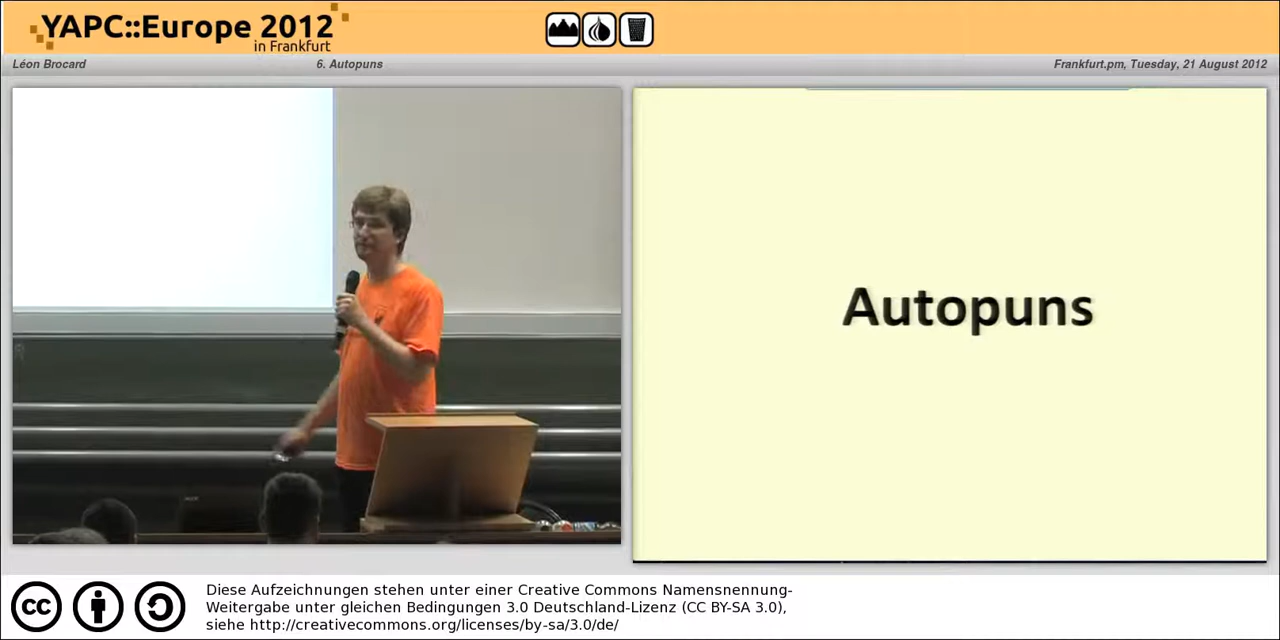 YAPC::Europe 2012
in Frankfurt
Léon Brocard
6. Autopuns
Frankfurt.pm, Tuesday, 21 August 2012
Autopuns
cc
Diese Aufzeichnungen stehen unter einer Creative Commons Namensnennung-
Weitergabe unter gleichen Bedingungen 3.0 Deutschland-Lizenz (CC BY-SA 3.0),
siehe http://creativecommons.org/licenses/by-sa/3.0/de/